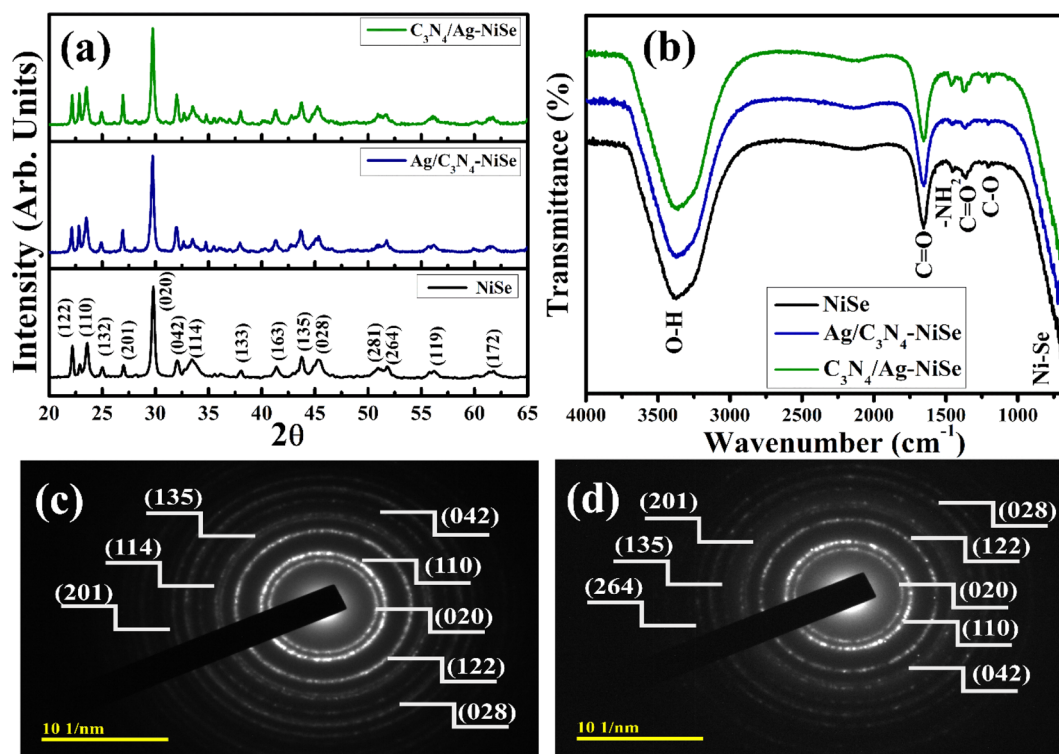 (a)
C₃N₄/Ag-NiSe
Ag/C₃N₄-NiSe
NiSe
(122)
(110)
(132)
(201)
(020)
(042)
(114)
(133)
(163)
(135)
(028)
(281)
(264)
(119)
(172)
20 25 30 35 40 45 50 55 60 65
2θ
Intensity (Arb. Units)
(b)
Transmittance (%)
O-H
C=O
-NH₂
C=O
C-O
Ni-Se
NiSe
Ag/C₃N₄-NiSe
C₃N₄/Ag-NiSe
4000 3500 3000 2500 2000 1500 1000
Wavenumber (cm⁻¹)
(c)
(135)
(114)
(201)
(042)
(110)
(020)
(122)
(028)
10 1/nm
(d)
(201)
(135)
(264)
(028)
(122)
(020)
(110)
(042)
10 1/nm